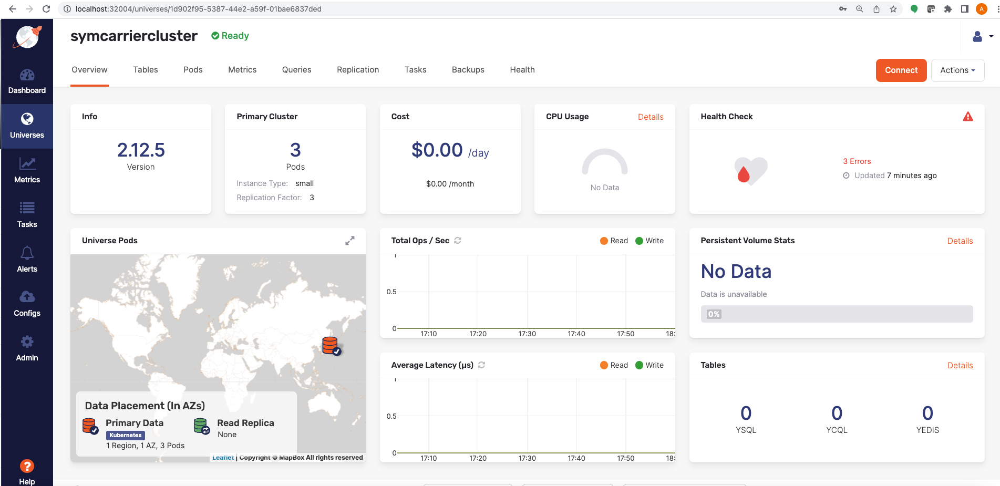 localhost:32004/universes/1d902f95-5387-44e2-a59f-01bae6837ded
A
symcarriercluster
Ready
Dashboard
Universes
Metrics
Tasks
Alerts
Configs
Admin
?
Help
Overview Tables Pods Metrics Queries Replication Tasks Backups Health
Connect
Actions
Info
2.12.5
Version
Primary Cluster
3
Pods
Instance Type: small
Replication Factor: 3
Cost
$0.00 /day
$0.00 /month
CPU Usage Details
No Data
Health Check
3 Errors
Updated 7 minutes ago
Universe Pods
Data Placement (In AZs)
Primary Data
Kubernetes
1 Region, 1 AZ, 3 Pods
Read Replica
None
Leaflet | Copyright © MapBox All rights reserved
Total Ops / Sec Read Write
1
0.5
0
17:10 17:20 17:30 17:40 17:50 18:
Persistent Volume Stats Details
No Data
Data is unavailable
0%
Average Latency (µs) Read Write
1
0.5
0
17:10 17:20 17:30 17:40 17:50 18:
Tables Details
0 0 0
YSQL YCQL YEDIS